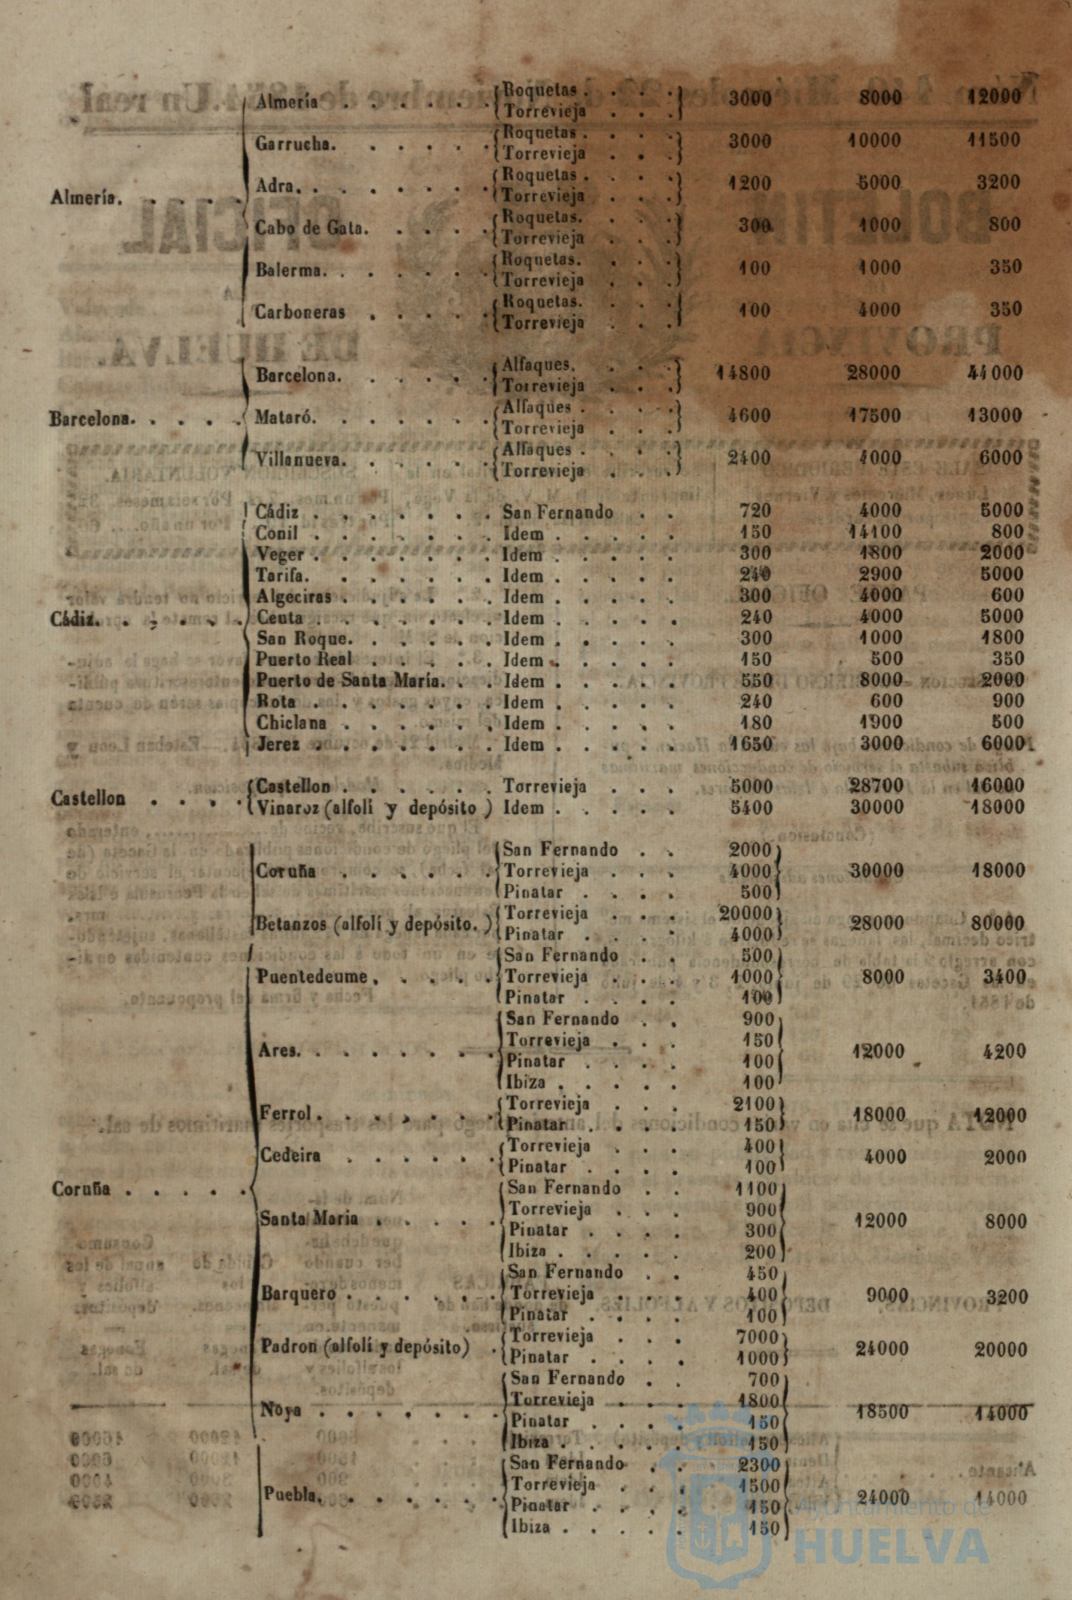 Almería . . . . . Roquetas . . . . 3000 8000 12000
Torrevieja . . .
Garrucha. . . . . . Roquetas . . . . 3000 10000 11500
Torrevieja . . .
Almería. . . . . Adra. . . . . . . Roquetas . . . . 1200 5000 3200
Torrevieja . . .
Cabo de Gata. . . . . Roquetas. . . . 300 1000 800
Torrevieja . . .
Balerma. . . . . . Roquetas. . . . 100 1000 350
Torrevieja . . .
Carboneras . . . . Roquetas. . . . 100 4000 350
Torrevieja . . .
Barcelona. . . . . Alfaques. . . . 14800 28000 44000
Torrevieja . . .
Barcelona. . . . . Mataró. . . . . . Alfaques . . . . 4600 17500 13000
Torrevieja . . .
Villanueva. . . . . Alfaques . . . . 2400 4000 6000
Torrevieja . . .
Cádiz . . . . . . . San Fernando . . 720 4000 5000
Conil . . . . . . . Idem . . . . . 150 14100 800
Veger . . . . . . . Idem . . . . . 300 1800 2000
Tarifa. . . . . . . Idem . . . . . 240 2900 5000
Algeciras . . . . . . Idem . . . . . 300 4000 600
Cádiz. . . . . Ceuta . . . . . . . Idem . . . . . 240 4000 5000
San Roque. . . . . . Idem . . . . . 300 1000 1800
Puerto Real . . . . . Idem . . . . . 150 500 350
Puerto de Santa María. . . Idem . . . . . 550 8000 2000
Rota . . . . . . . Idem . . . . . 240 600 900
Chiclana . . . . . . Idem . . . . . 180 1900 500
Jerez . . . . . . . Idem . . . . . 1650 3000 6000
Castellon . . . . Castellon . . . . . . Torrevieja . . . 5000 28700 16000
Vinaroz (alfolí y depósito ) Idem . . . . . 5400 30000 18000
San Fernando . . 2000
Coruña . . . . . . Torrevieja . . . 4000 30000 18000
Pinatar . . . . 500
Betanzos (alfolí y depósito. ) Torrevieja . . . 20000 28000 80000
Pinatar . . . . 4000
San Fernando . . 500
Puentedeume . . . . . Torrevieja . . . 1000 8000 3400
Pinatar . . . . 100
San Fernando . . 900
Ares. . . . . . . Torrevieja . . . 150 12000 4200
Pinatar . . . . 100
Ibiza . . . . . 100
Ferrol . . . . . . Torrevieja . . . 2100 18000 12000
Pinatar . . . . 150
Cedeira . . . . . . Torrevieja . . . 400 4000 2000
Pinatar . . . . 100
Coruña . . . . . San Fernando . . 1100
Santa Maria . . . . . Torrevieja . . . 900 12000 8000
Pinatar . . . . 300
Ibiza . . . . . 200
San Fernando . . 450
Barquero . . . . . . Torrevieja . . . 400 9000 3200
Pinatar . . . . 100
Padron (alfolí y depósito) . Torrevieja . . . 7000 24000 20000
Pinatar . . . . 1000
San Fernando . . 700
Noya . . . . . . . Torrevieja . . . 1800 18500 14000
Pinatar . . . . 150
Ibiza . . . . . 150
San Fernando . . 2300
Puebla. . . . . . . Torrevieja . . . 1500 24000 14000
Pinatar . . . . 150
Ibiza . . . . . 150
Ayuntamiento de
HUELVA